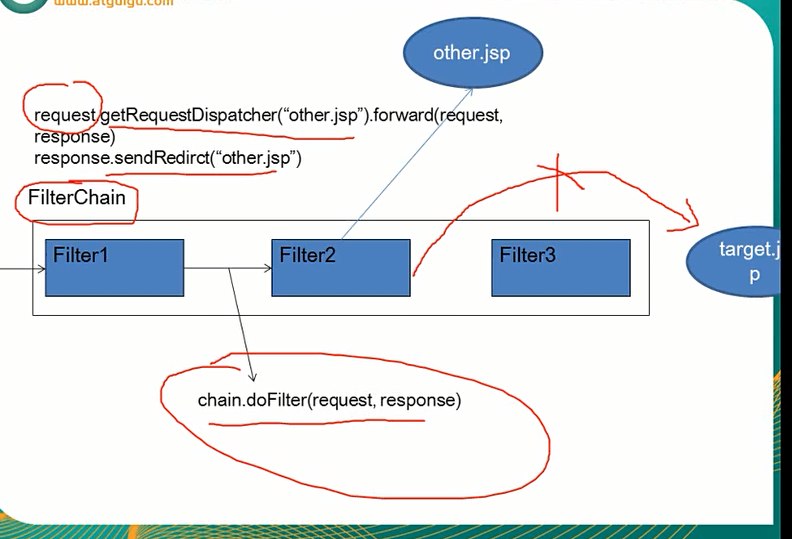 www.atguigu.com
other.jsp
request.getRequestDispatcher(“other.jsp”).forward(request,
response)
response.sendRedirct(“other.jsp”)
FilterChain
Filter1
Filter2
Filter3
target.j
p
chain.doFilter(request, response)